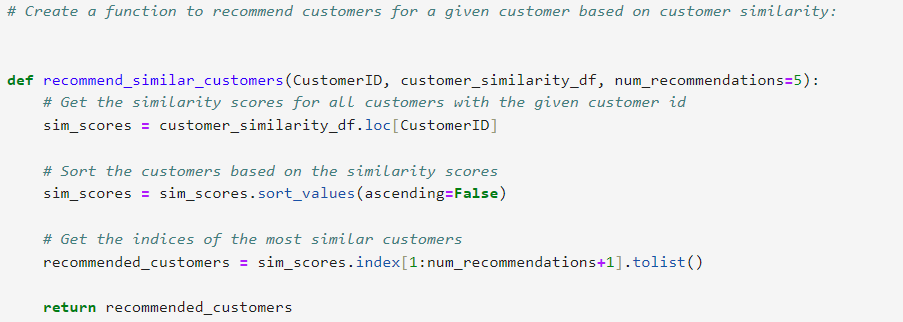 # Create a function to recommend customers for a given customer based on customer similarity:
def recommend_similar_customers(CustomerID, customer_similarity_df, num_recommendations=5):
    # Get the similarity scores for all customers with the given customer id
    sim_scores = customer_similarity_df.loc[CustomerID]
    # Sort the customers based on the similarity scores
    sim_scores = sim_scores.sort_values(ascending=False)
    # Get the indices of the most similar customers
    recommended_customers = sim_scores.index[1:num_recommendations+1].tolist()
    return recommended_customers